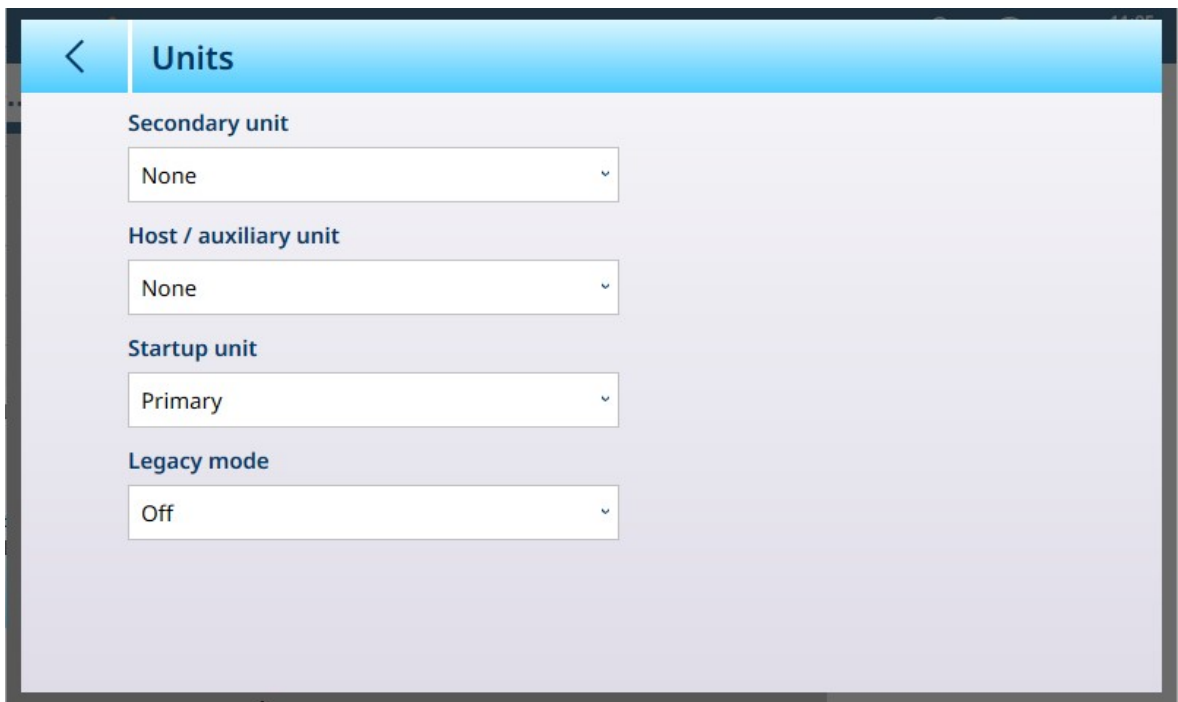 Units
Secondary unit
None
Host / auxiliary unit
None
Startup unit
Primary
Legacy mode
Off